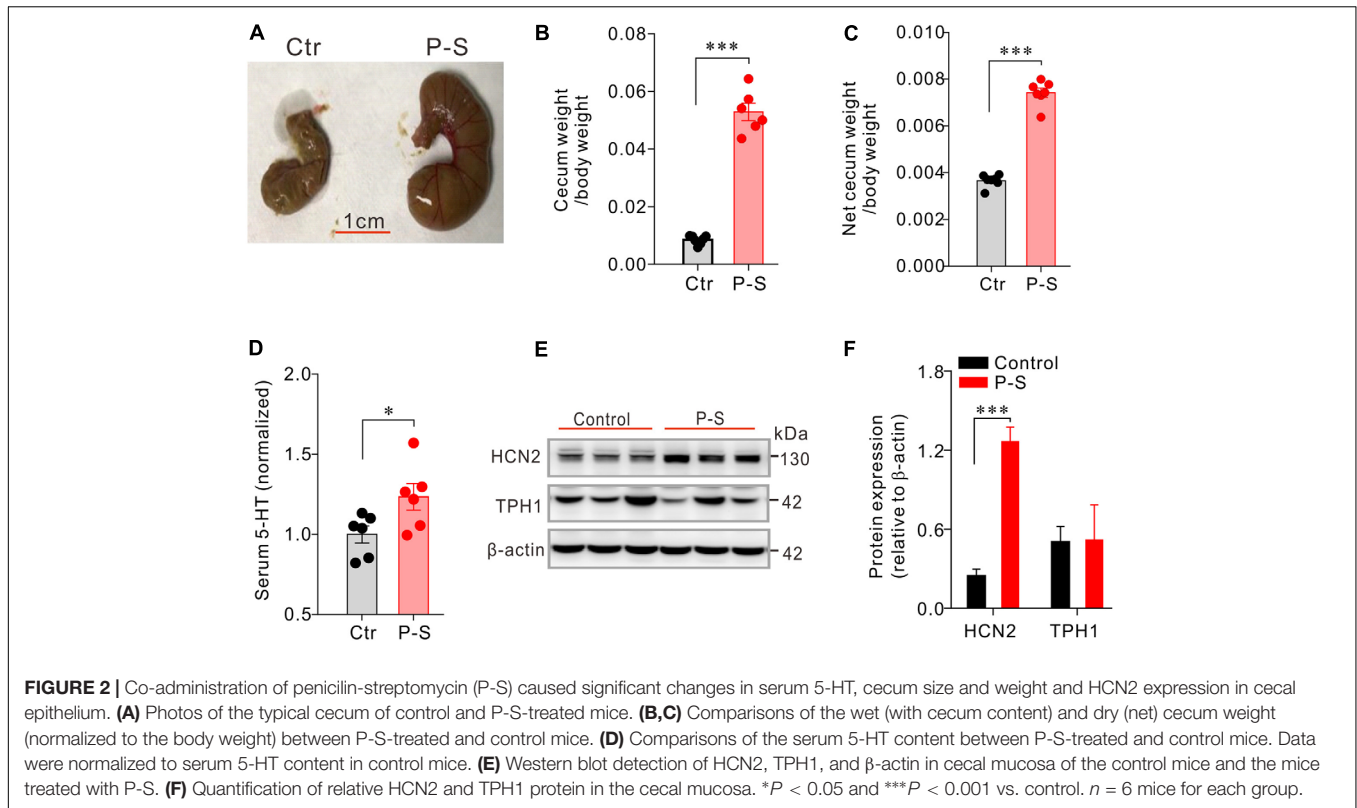 A
Ctr P-S
1cm
B
0.08
0.06
0.04
0.02
0.00
Cecum weight
/body weight
***
Ctr P-S
C
0.010
0.008
0.006
0.004
0.002
0.000
Net cecum weight
/body weight
***
Ctr P-S
D
2.0
1.5
1.0
0.5
Serum 5-HT (normalized)
*
Ctr P-S
E
Control P-S
kDa
HCN2 130
TPH1 42
β-actin 42
F
Control
P-S
1.8
1.2
0.6
0.0
Protein expression
(relative to β-actin)
***
HCN2 TPH1
FIGURE 2 | Co-administration of penicilin-streptomycin (P-S) caused significant changes in serum 5-HT, cecum size and weight and HCN2 expression in cecal
epithelium. (A) Photos of the typical cecum of control and P-S-treated mice. (B,C) Comparisons of the wet (with cecum content) and dry (net) cecum weight
(normalized to the body weight) between P-S-treated and control mice. (D) Comparisons of the serum 5-HT content between P-S-treated and control mice. Data
were normalized to serum 5-HT content in control mice. (E) Western blot detection of HCN2, TPH1, and β-actin in cecal mucosa of the control mice and the mice
treated with P-S. (F) Quantification of relative HCN2 and TPH1 protein in the cecal mucosa. *P < 0.05 and ***P < 0.001 vs. control. n = 6 mice for each group.